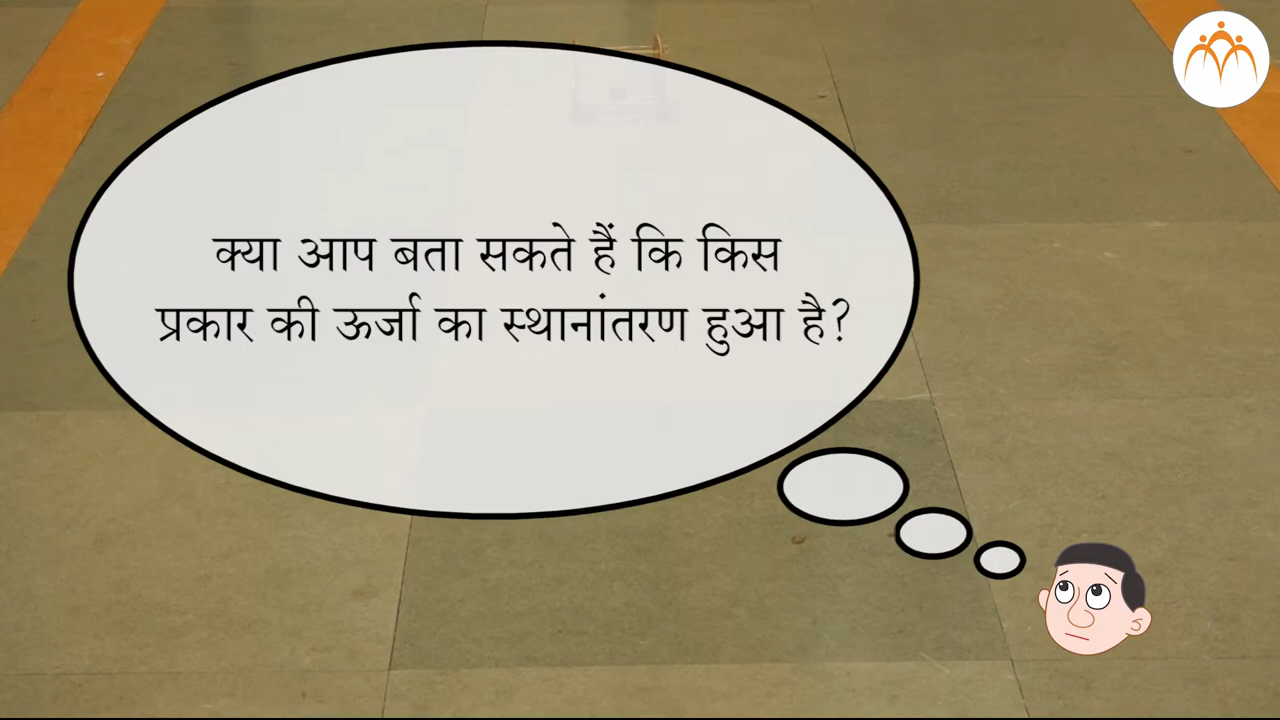 क्या आप बता सकते हैं कि किस
प्रकार की ऊर्जा का स्थानांतरण हुआ है?